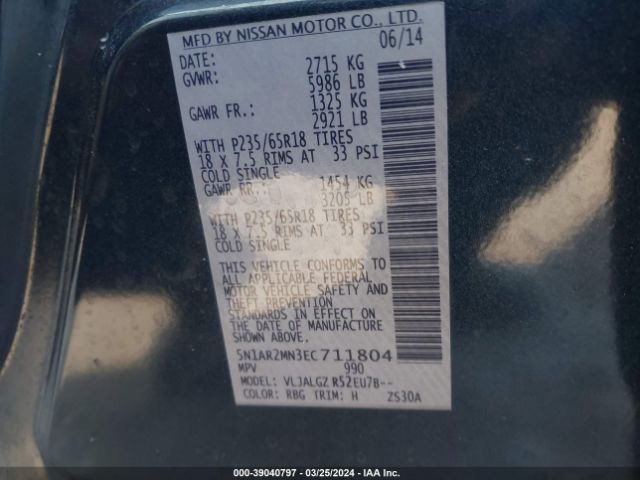 MFD BY NISSAN MOTOR CO., LTD.
DATE: 06/14
GVWR: 2715 KG
5986 LB
GAWR FR.: 1325 KG
2921 LB
WITH P235/65R18 TIRES
18 X 7.5 RIMS AT 33 PSI
COLD SINGLE
GAWR RR.: 1454 KG
3205 LB
WITH P235/65R18 TIRES
18 X 7.5 RIMS AT 33 PSI
COLD SINGLE
THIS VEHICLE CONFORMS TO
ALL APPLICABLE FEDERAL
MOTOR VEHICLE SAFETY AND
THEFT PREVENTION
STANDARDS IN EFFECT ON
THE DATE OF MANUFACTURE
SHOWN ABOVE.
5N1AR2MN3EC711804
MPV 990
MODEL: VLJALGZ R52EU7B--
COLOR: RBG TRIM: H ZS30A
#SW-39040797 - 03/25/2024 - IAA Inc.